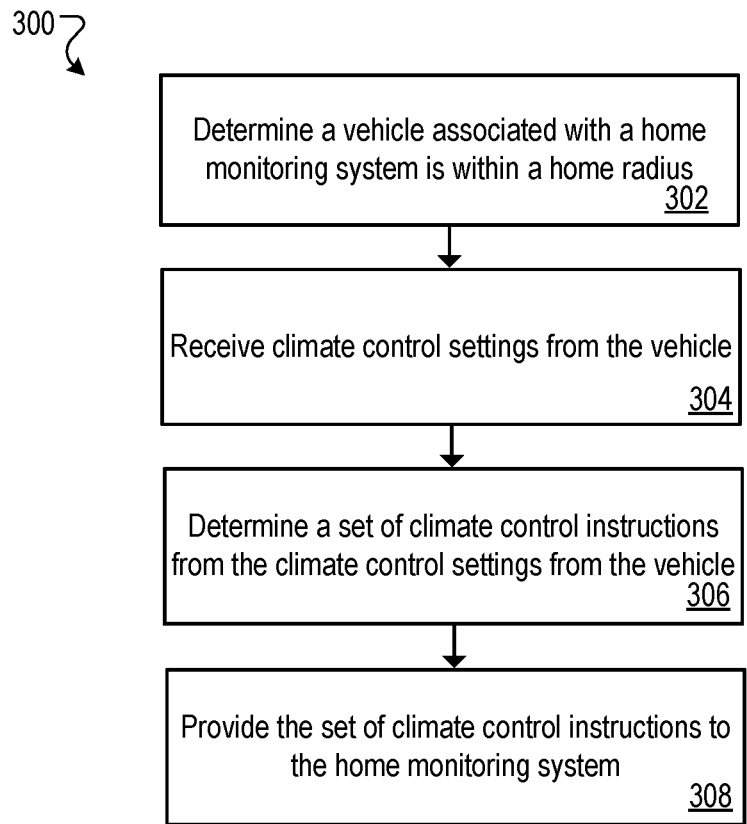 300
Determine a vehicle associated with a home
monitoring system is within a home radius
302
Receive climate control settings from the vehicle
304
Determine a set of climate control instructions
from the climate control settings from the vehicle
306
Provide the set of climate control instructions to
the home monitoring system
308